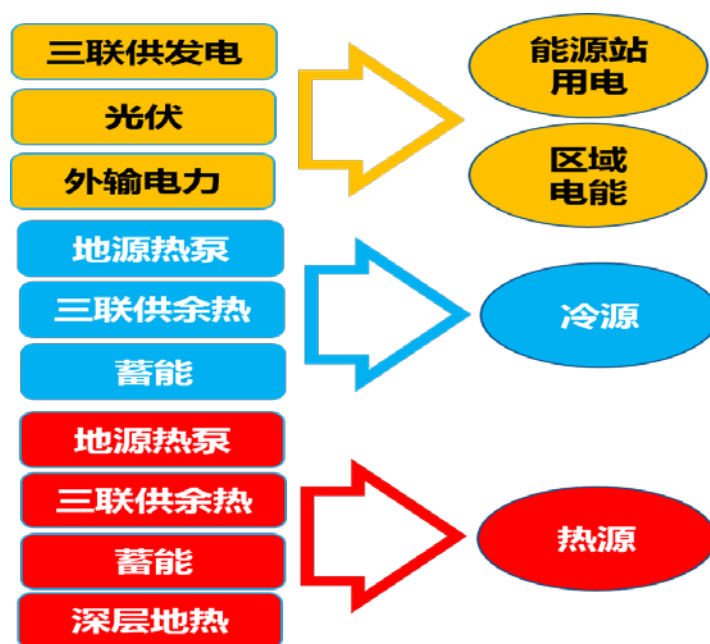 三联供发电
光伏
外输电力
能源站
用电
区域
电能
地源热泵
三联供余热
蓄能
冷源
地源热泵
三联供余热
蓄能
深层地热
热源